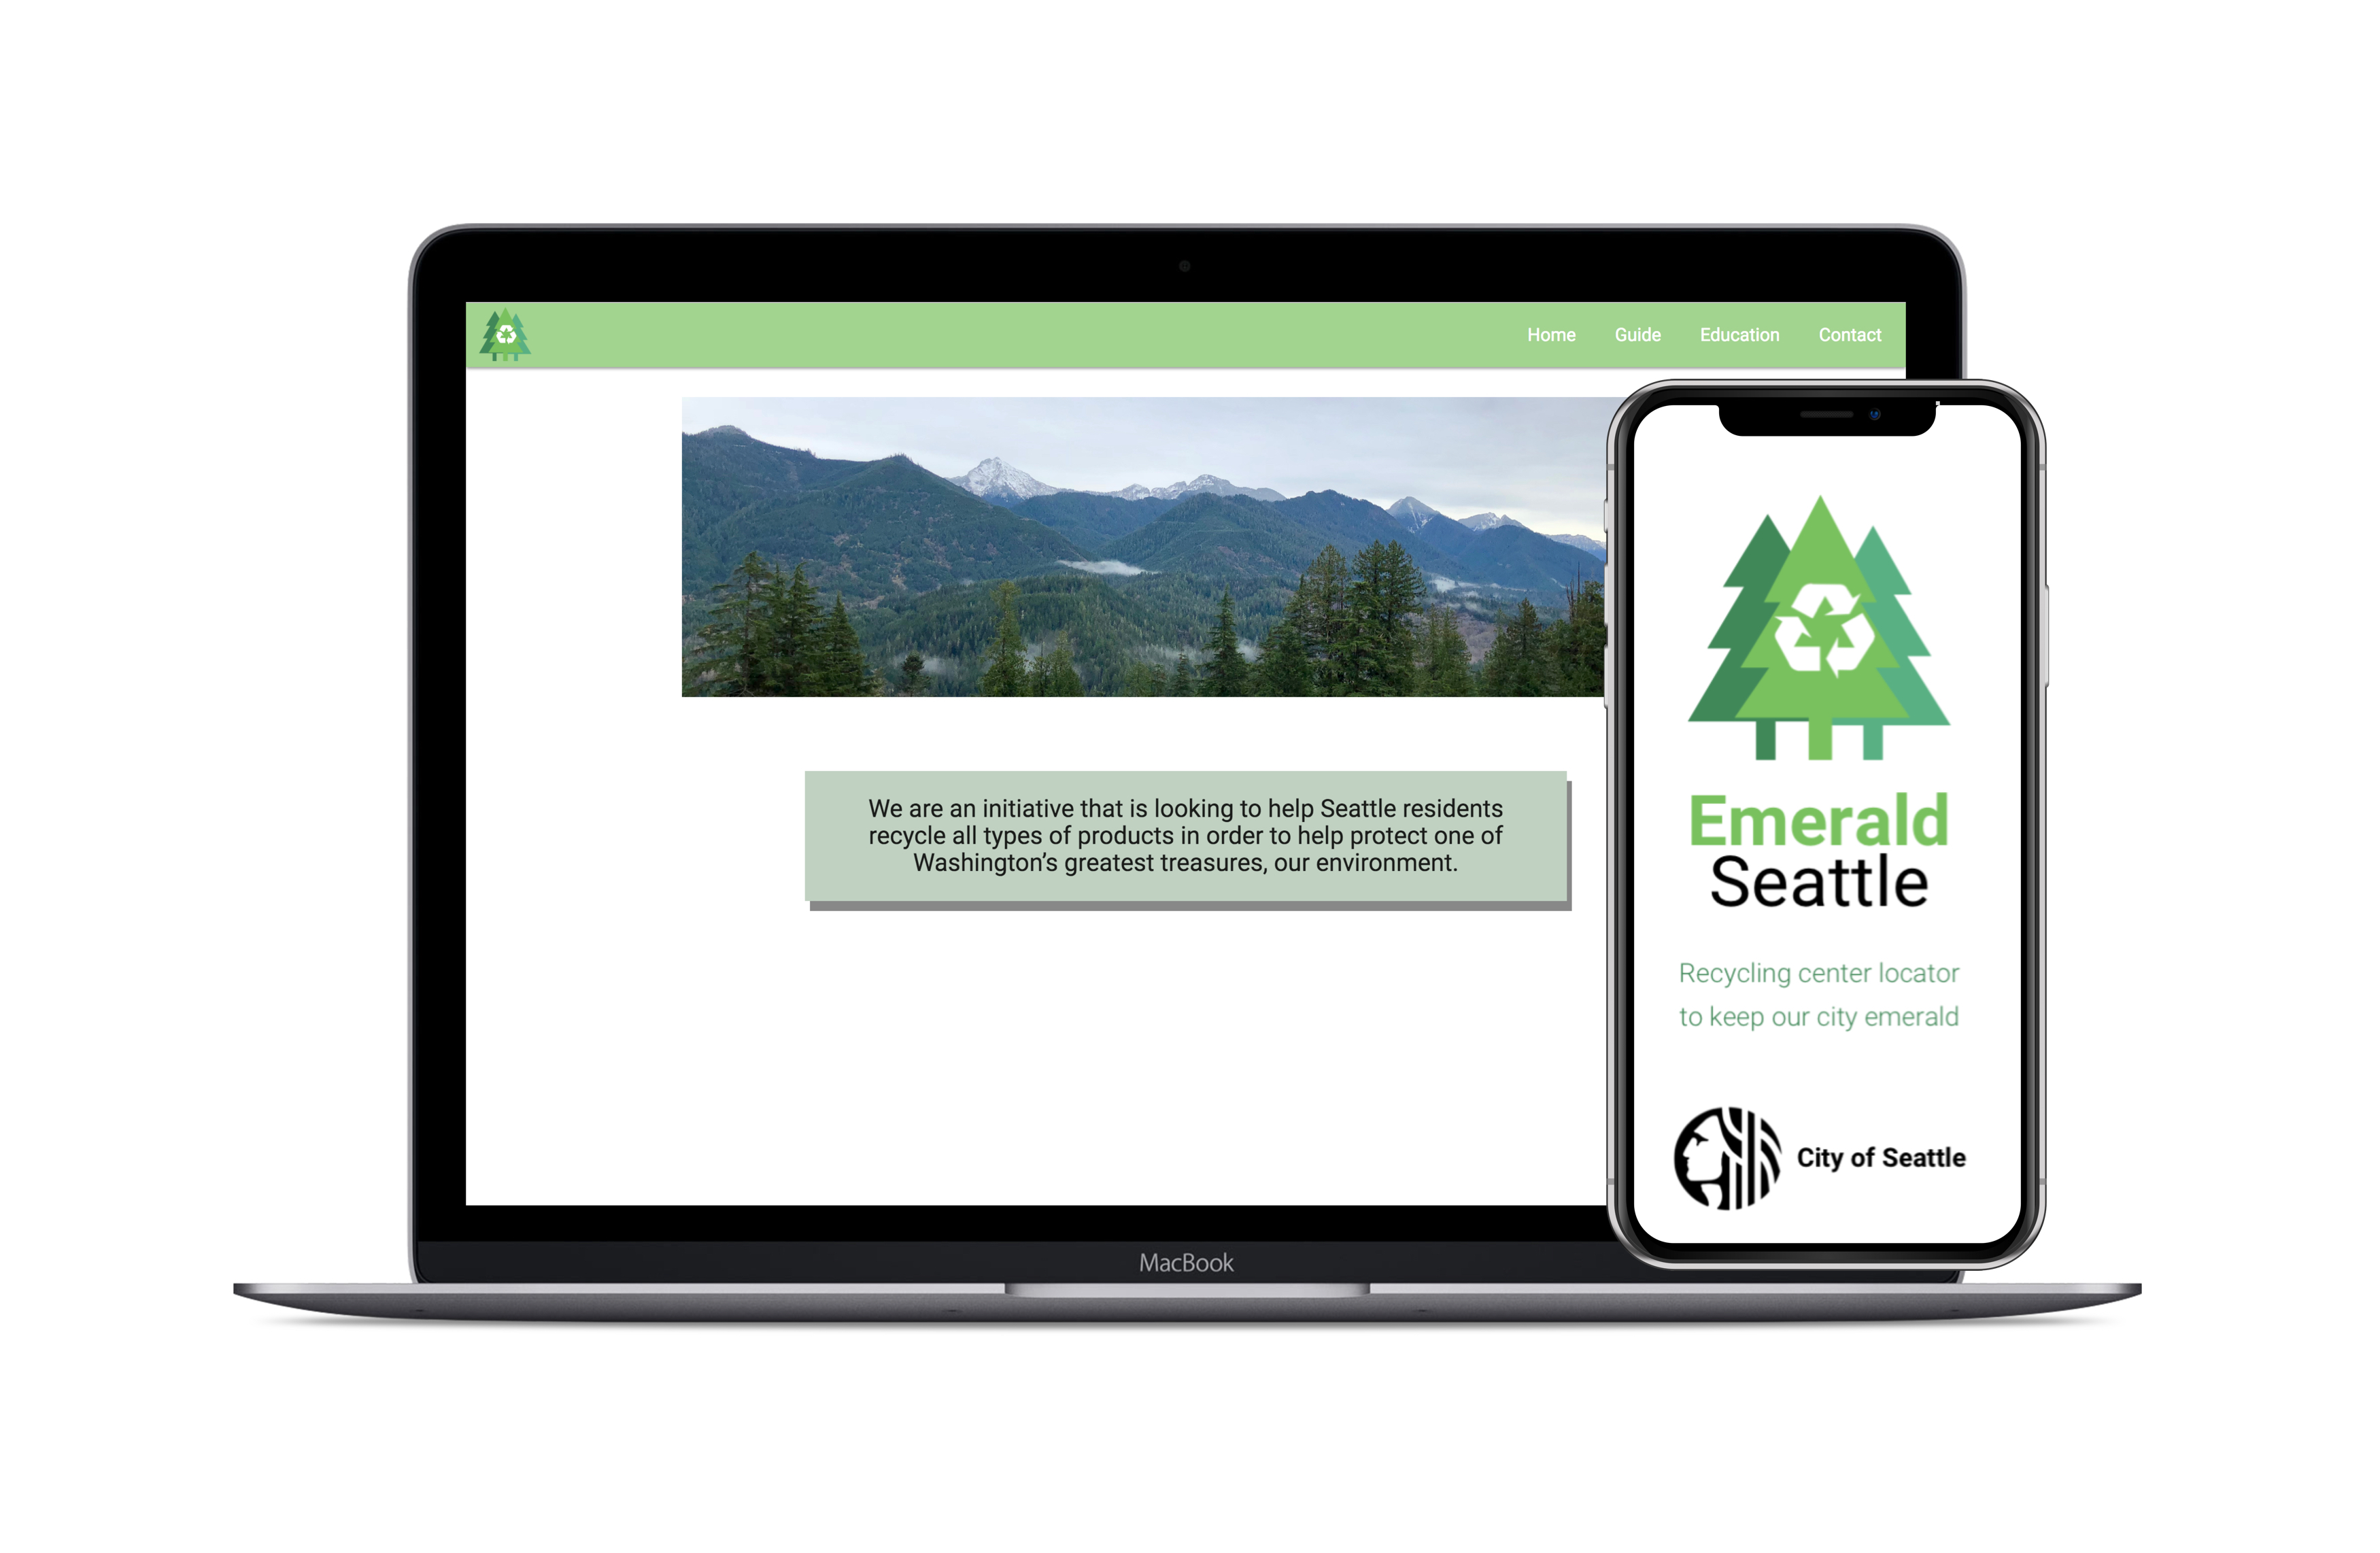 Home Guide Education Contact
We are an initiative that is looking to help Seattle residents
recycle all types of products in order to help protect one of
Washington’s greatest treasures, our environment.
MacBook
Emerald
Seattle
Recycling center locator
to keep our city emerald
City of Seattle